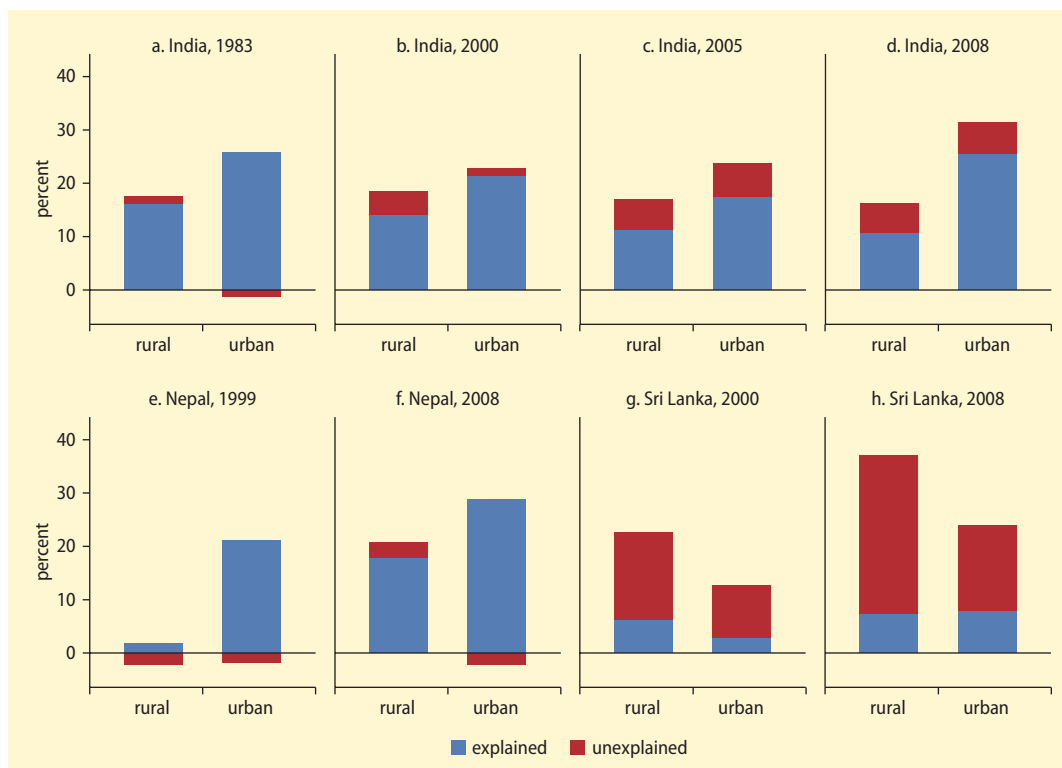 a. India, 1983
b. India, 2000
c. India, 2005
d. India, 2008
percent
40
30
20
10
0
rural urban
rural urban
rural urban
rural urban
e. Nepal, 1999
f. Nepal, 2008
g. Sri Lanka, 2000
h. Sri Lanka, 2008
percent
40
30
20
10
0
rural urban
rural urban
rural urban
rural urban
explained unexplained